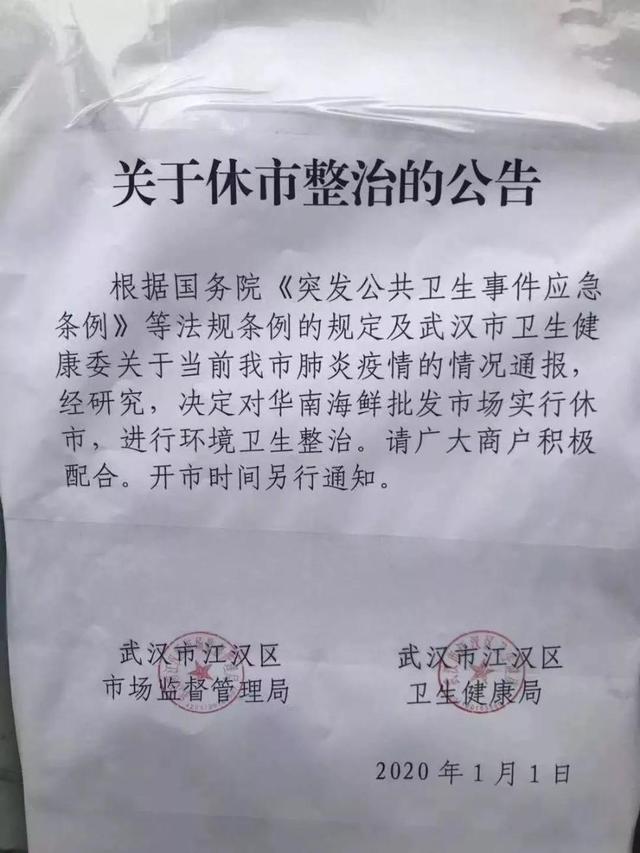 关于休市整治的公告
根据国务院《突发公共卫生事件应急
条例》等法规条例的规定及武汉市卫生健
康委关于当前我市肺炎疫情的情况通报，
经研究，决定对华南海鲜批发市场实行休
市，进行环境卫生整治。请广大商户积极
配合。开市时间另行通知。
武汉市江汉区
市场监督管理局
武汉市江汉区
卫生健康局
2020年1月1日